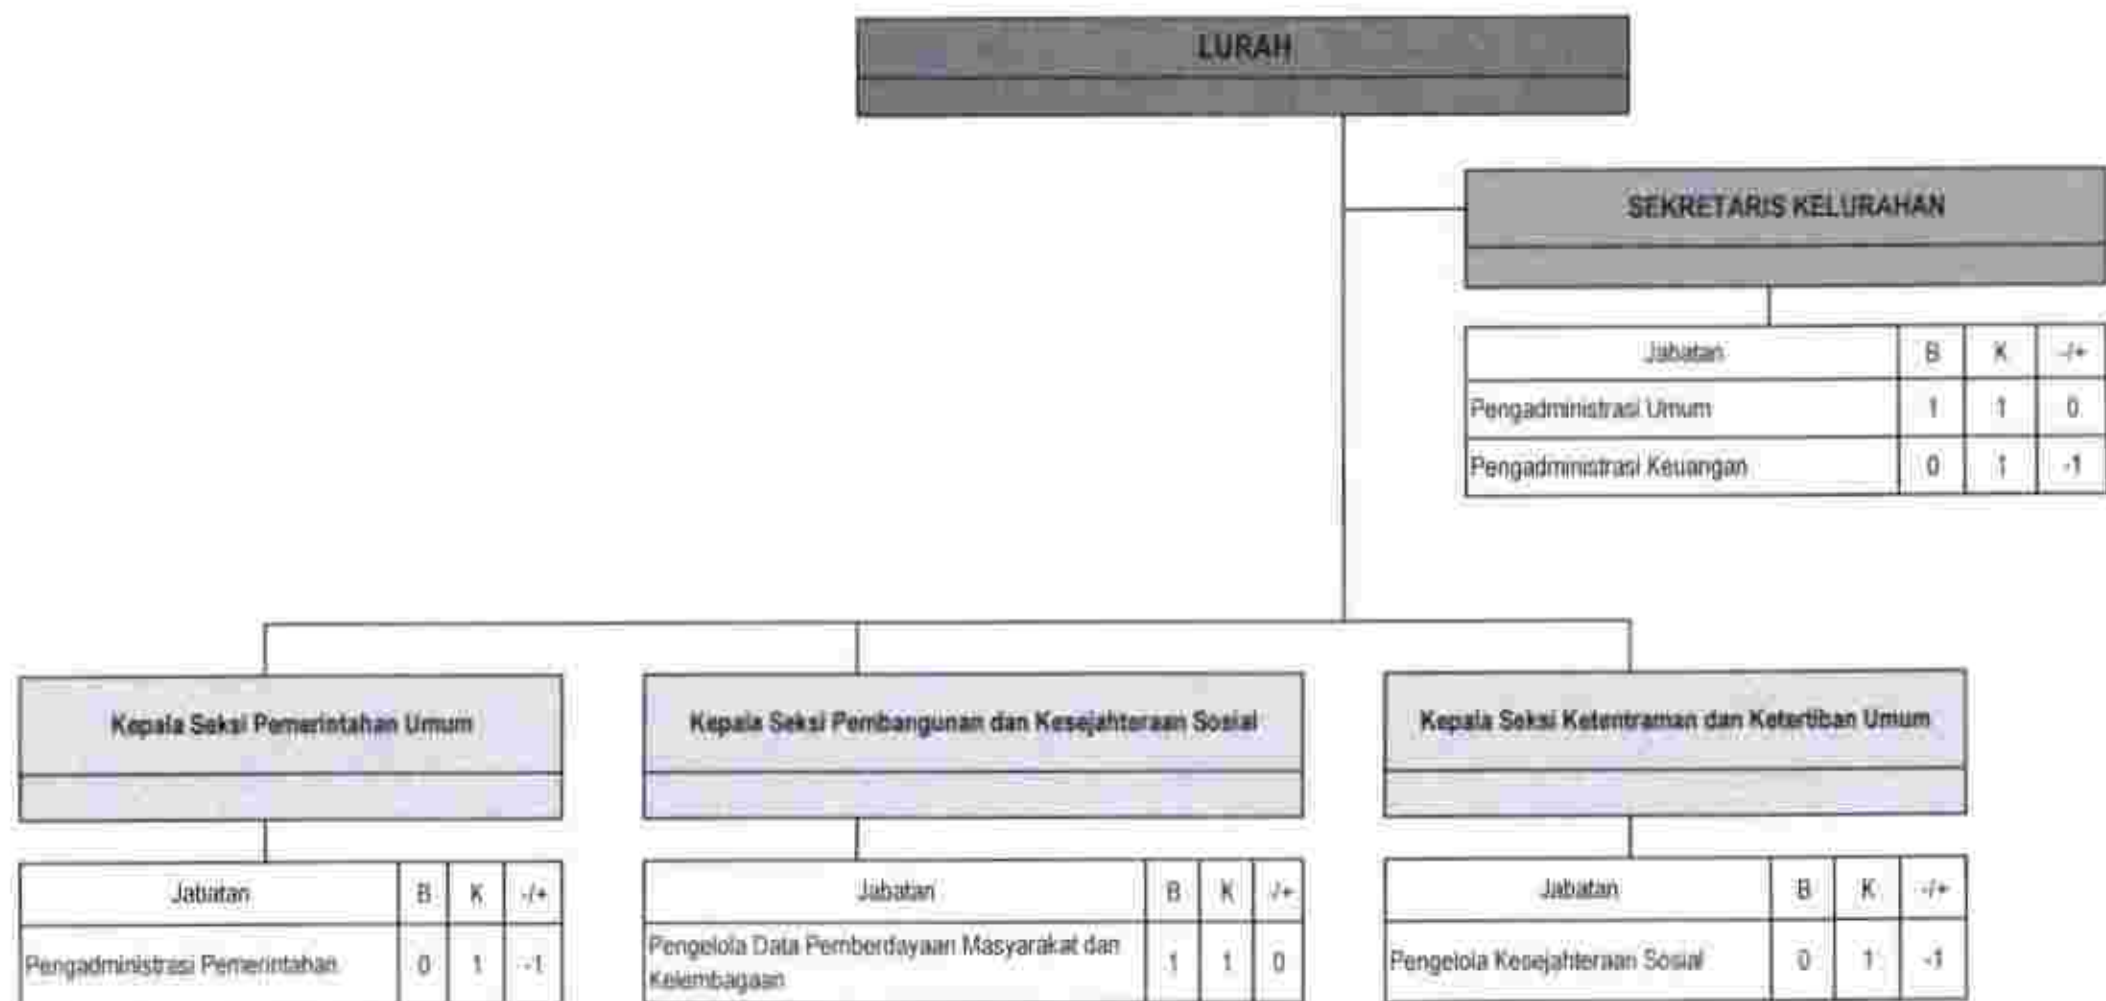 LURAH
SEKRETARIS KELURAHAN
Jabatan B K -/+
Pengadministrasi Umum 1 1 0
Pengadministrasi Keuangan 0 1 -1
Kepala Seksi Pemerintahan Umum
Jabatan B K -/+
Pengadministrasi Pemerintahan 0 1 -1
Kepala Seksi Pembangunan dan Kesejahteraan Sosial
Jabatan B K -/+
Pengelola Data Pemberdayaan Masyarakat dan
Kelembagaan 1 1 0
Kepala Seksi Ketentraman dan Ketertiban Umum
Jabatan B K -/+
Pengelola Kesejahteraan Sosial 0 1 -1